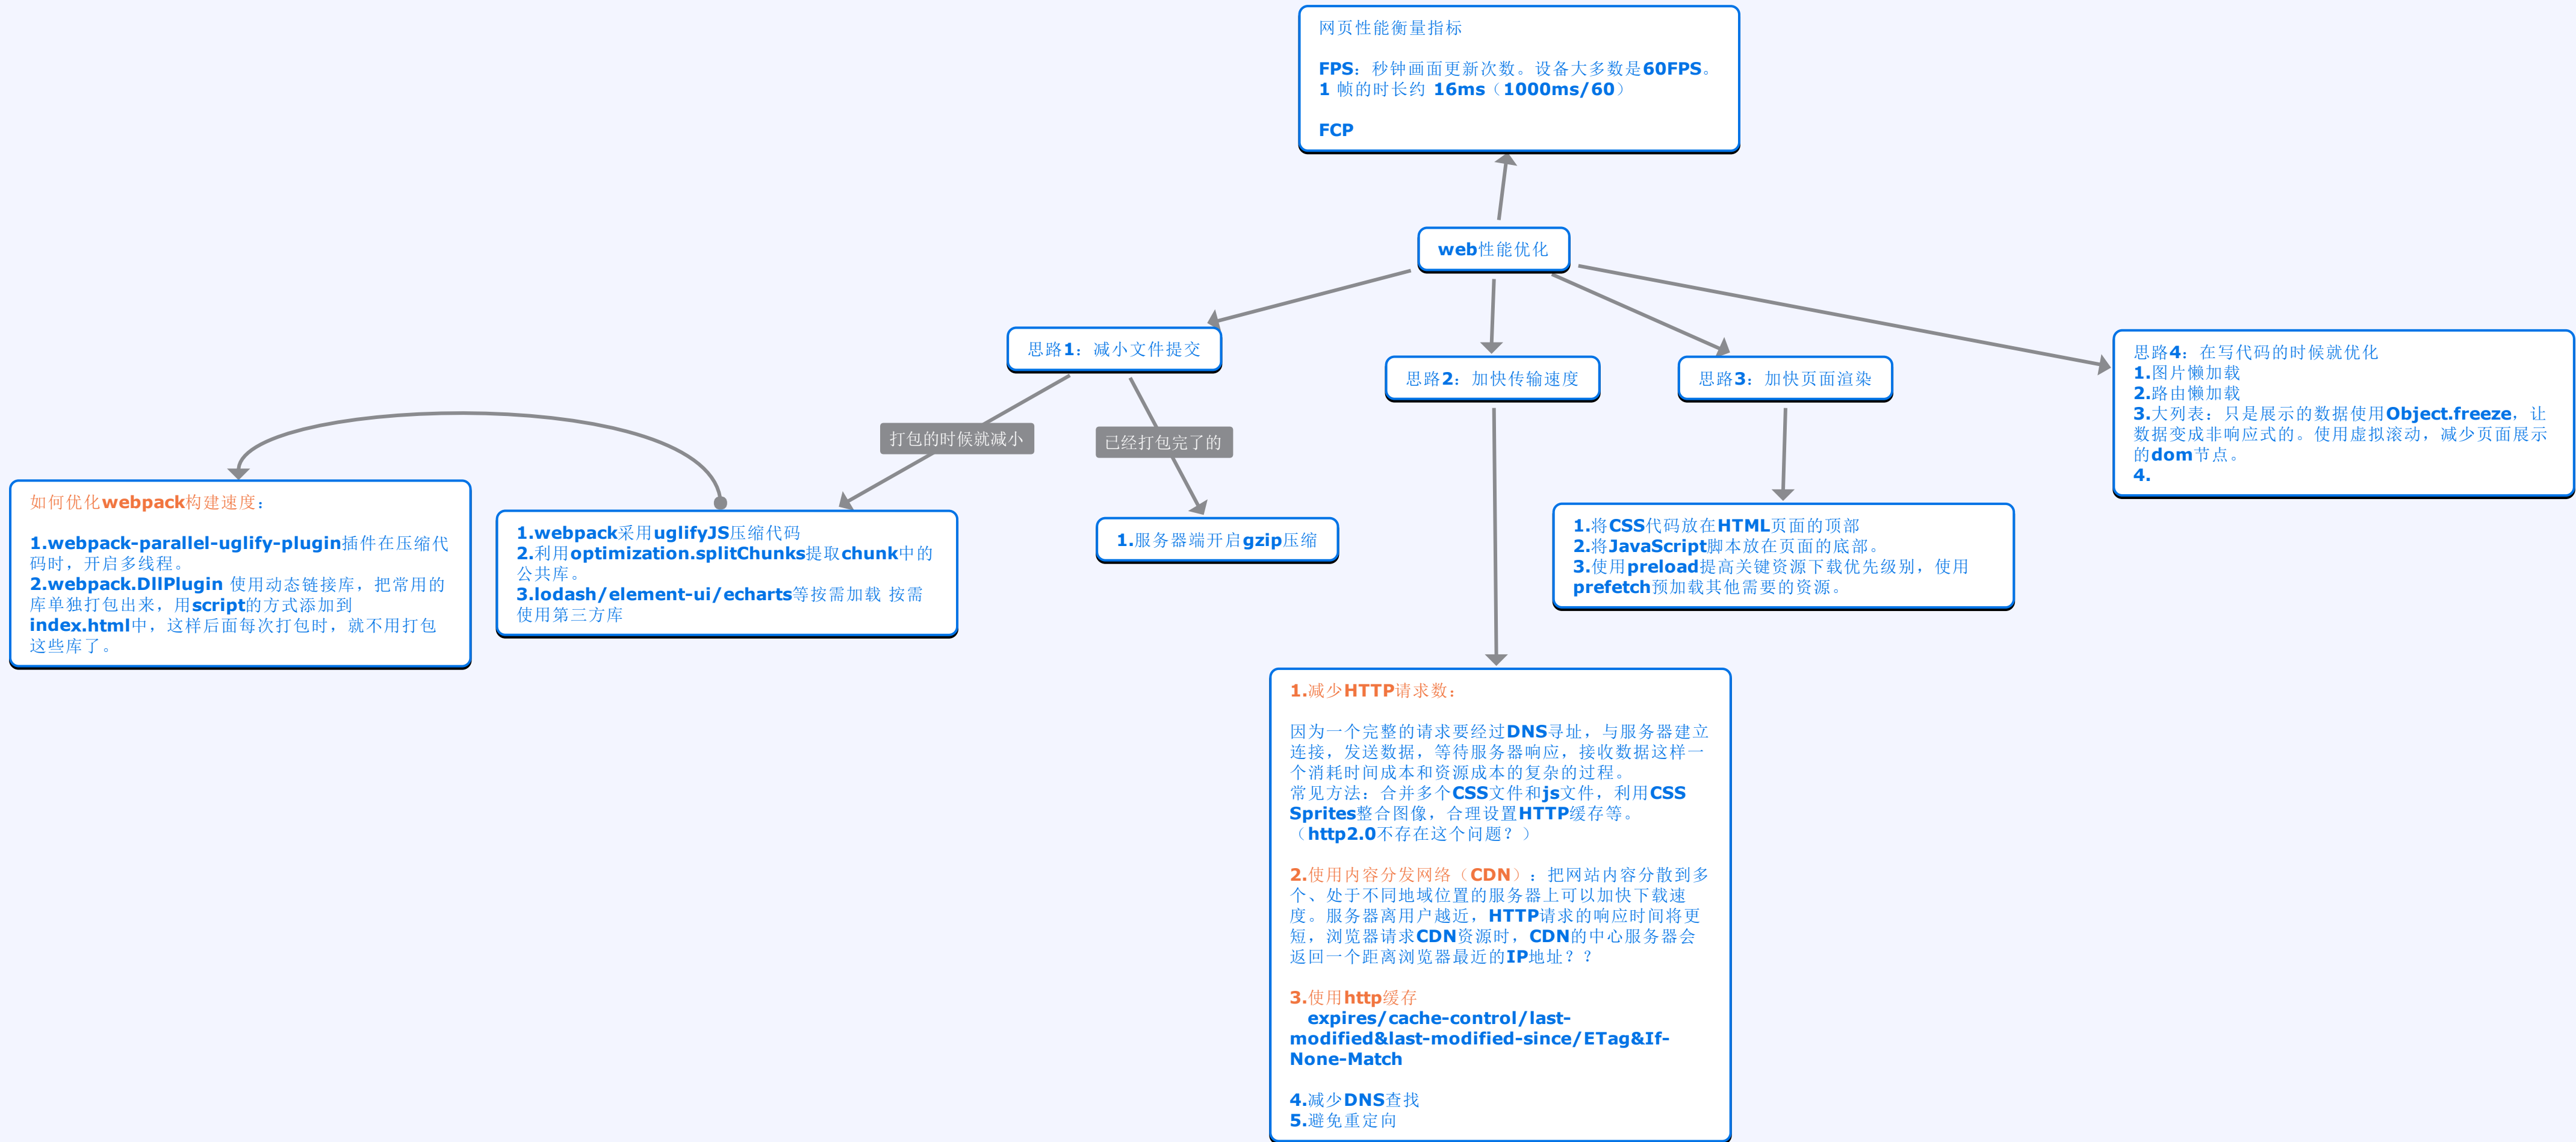 网页性能衡量指标
FPS：秒钟画面更新次数。设备大多数是60FPS。
1 帧的时长约 16ms（1000ms/60）
FCP
web性能优化
思路1：减小文件提交
思路2：加快传输速度
思路3：加快页面渲染
思路4：在写代码的时候就优化
1.图片懒加载
2.路由懒加载
3.大列表：只是展示的数据使用Object.freeze，让
数据变成非响应式的。使用虚拟滚动，减少页面展示
的dom节点。
4.
打包的时候就减小
已经打包完了的
如何优化webpack构建速度：
1.webpack-parallel-uglify-plugin插件在压缩代
码时，开启多线程。
2.webpack.DllPlugin 使用动态链接库，把常用的
库单独打包出来，用script的方式添加到
index.html中，这样后面每次打包时，就不用打包
这些库了。
1.webpack采用uglifyJS压缩代码
2.利用optimization.splitChunks提取chunk中的
公共库。
3.lodash/element-ui/echarts等按需加载 按需
使用第三方库
1.服务器端开启gzip压缩
1.将CSS代码放在HTML页面的顶部
2.将JavaScript脚本放在页面的底部。
3.使用preload提高关键资源下载优先级别，使用
prefetch预加载其他需要的资源。
1.减少HTTP请求数：
因为一个完整的请求要经过DNS寻址，与服务器建立
连接，发送数据，等待服务器响应，接收数据这样一
个消耗时间成本和资源成本的复杂的过程。
常见方法：合并多个CSS文件和js文件，利用CSS
Sprites整合图像，合理设置HTTP缓存等。
（http2.0不存在这个问题？）
2.使用内容分发网络（CDN）：把网站内容分散到多
个、处于不同地域位置的服务器上可以加快下载速
度。服务器离用户越近，HTTP请求的响应时间将更
短，浏览器请求CDN资源时，CDN的中心服务器会
返回一个距离浏览器最近的IP地址？？
3.使用http缓存
expires/cache-control/last-
modified&last-modified-since/ETag&If-
None-Match
4.减少DNS查找
5.避免重定向